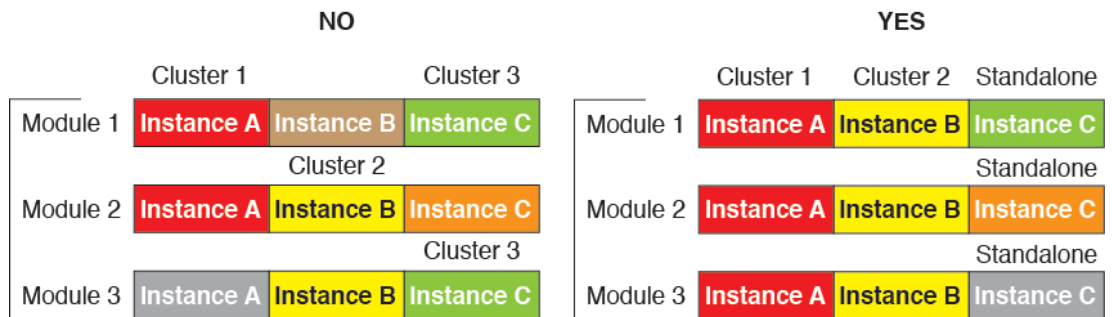 NO
Cluster 1 Cluster 3
Module 1 Instance A Instance B Instance C
Cluster 2
Module 2 Instance A Instance B Instance C
Cluster 3
Module 3 Instance A Instance B Instance C
YES
Cluster 1 Cluster 2 Standalone
Module 1 Instance A Instance B Instance C
Standalone
Module 2 Instance A Instance B Instance C
Standalone
Module 3 Instance A Instance B Instance C